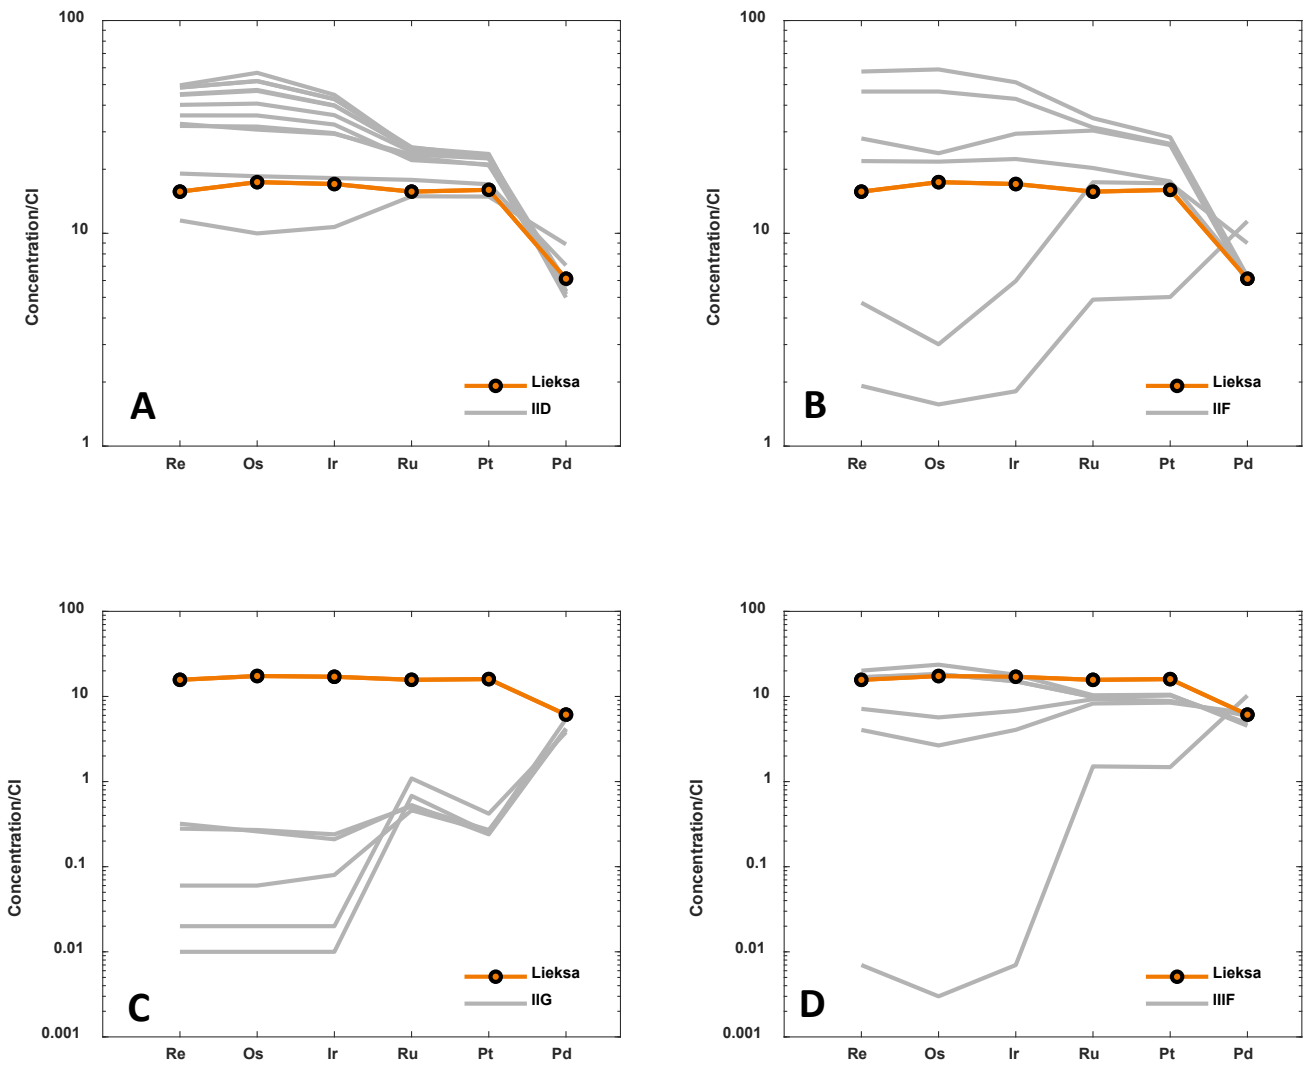 100
10
1
Concentration/CI
Re Os Ir Ru Pt Pd
Lieksa
IID
A
100
10
1
Concentration/CI
Re Os Ir Ru Pt Pd
Lieksa
IIF
B
100
10
1
0.1
0.01
0.001
Concentration/CI
Re Os Ir Ru Pt Pd
Lieksa
IIG
C
100
10
1
0.1
0.01
0.001
Concentration/CI
Re Os Ir Ru Pt Pd
Lieksa
IIIF
D